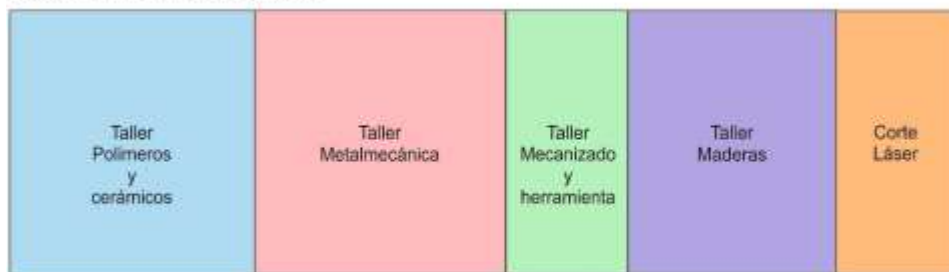 Taller
Polimeros
y
cerámicos
Taller
Metalmecánica
Taller
Mecanizado
y
herramienta
Taller
Maderas
Corte
Láser